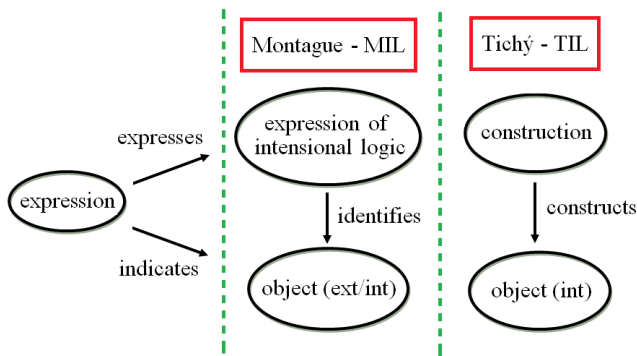 Montague - MIL
Tichý - TIL
expression of
intensional logic
construction
expresses
expression
identifies
constructs
indicates
object (ext/int)
object (int)